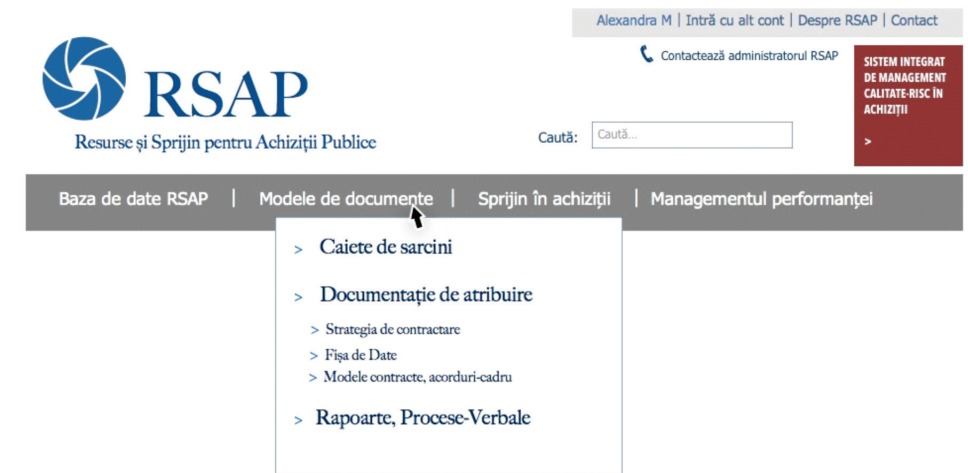 Alexandra M | Intră cu alt cont | Despre RSAP | Contact
Contactează administratorul RSAP
SISTEM INTEGRAT
DE MANAGEMENT
CALITATE-RISC ÎN
ACHIZIȚII
>
RSAP
Resurse și Sprijin pentru Achiziții Publice
Caută: Caută...
Baza de date RSAP | Modele de documente | Sprijin în achiziții | Managementul performanței
> Caiete de sarcini
> Documentație de atribuire
> Strategia de contractare
> Fișa de Date
> Modele contracte, acorduri-cadru
> Rapoarte, Procese-Verbale